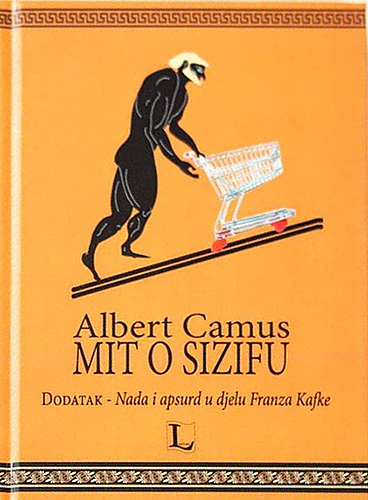 Albert Camus
MIT O SIZIFU
DODATAK - Nada i apsurd u djelu Franza Kafke
L